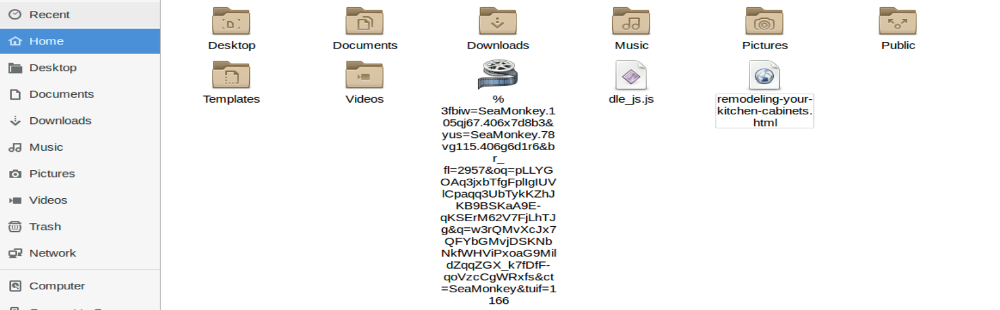 Recent
Home
Desktop
Documents
Downloads
Music
Pictures
Videos
Trash
Network
Computer
Desktop
Documents
Downloads
Music
Pictures
Public
Templates
Videos
%
3fbiw=SeaMonkey.1
05qj67.406x7d8b3&
yus=SeaMonkey.78
vg115.406g6d1r6&b
r_
fl=2957&oq=pLLYG
OAq3jxbTfgFplIgIUV
lCpaqq3UbTykKZhJ
KB9BSKaA9E-
qKSErM62V7FjLhTJ
g&q=w3rQMvXcJx7
QFYbGMvjDSKNb
NkfWHViPxoaG9Mil
dZqqZGX_k7fDfF-
qoVzcCgWRxfs&ct
=SeaMonkey&tuif=1
166
dle_js.js
remodeling-your-
kitchen-cabinets.
html